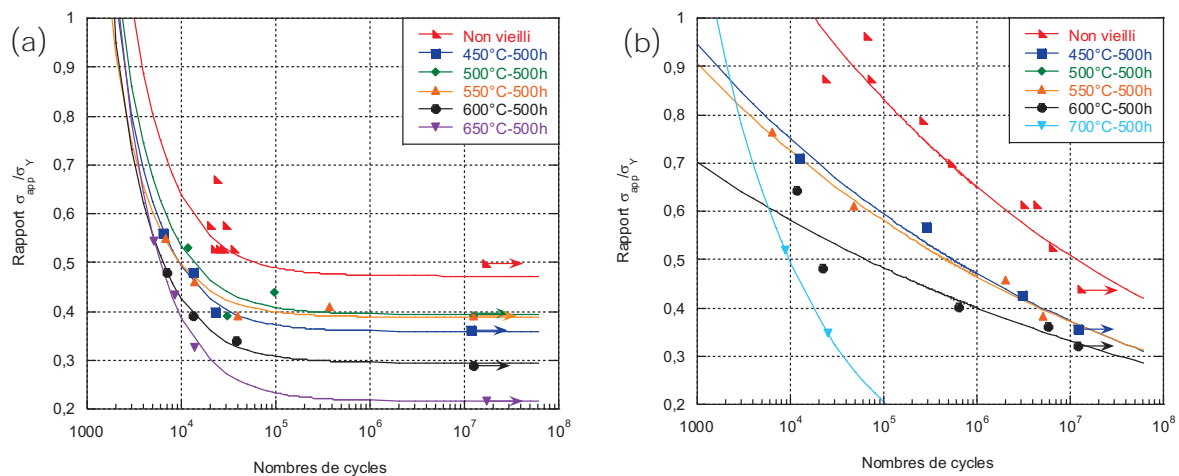 (a)
Rapport σapp/σY
1
0,9
0,8
0,7
0,6
0,5
0,4
0,3
0,2
1000
10⁴
10⁵
10⁶
10⁷
10⁸
Nombres de cycles
Non vieilli
450°C-500h
500°C-500h
550°C-500h
600°C-500h
650°C-500h
(b)
Rapport σapp/σY
1
0,9
0,8
0,7
0,6
0,5
0,4
0,3
0,2
1000
10⁴
10⁵
10⁶
10⁷
10⁸
Nombres de cycles
Non vieilli
450°C-500h
500°C-500h
550°C-500h
600°C-500h
700°C-500h